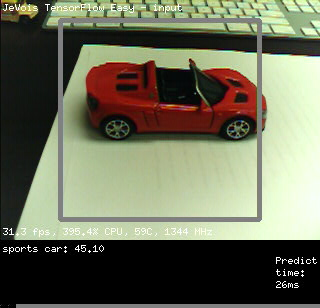 JeVois TensorFlow Easy - input
31.3 fps, 395.4% CPU, 59C, 1344 MHz
sports car: 45.10
Predict
time:
26ms